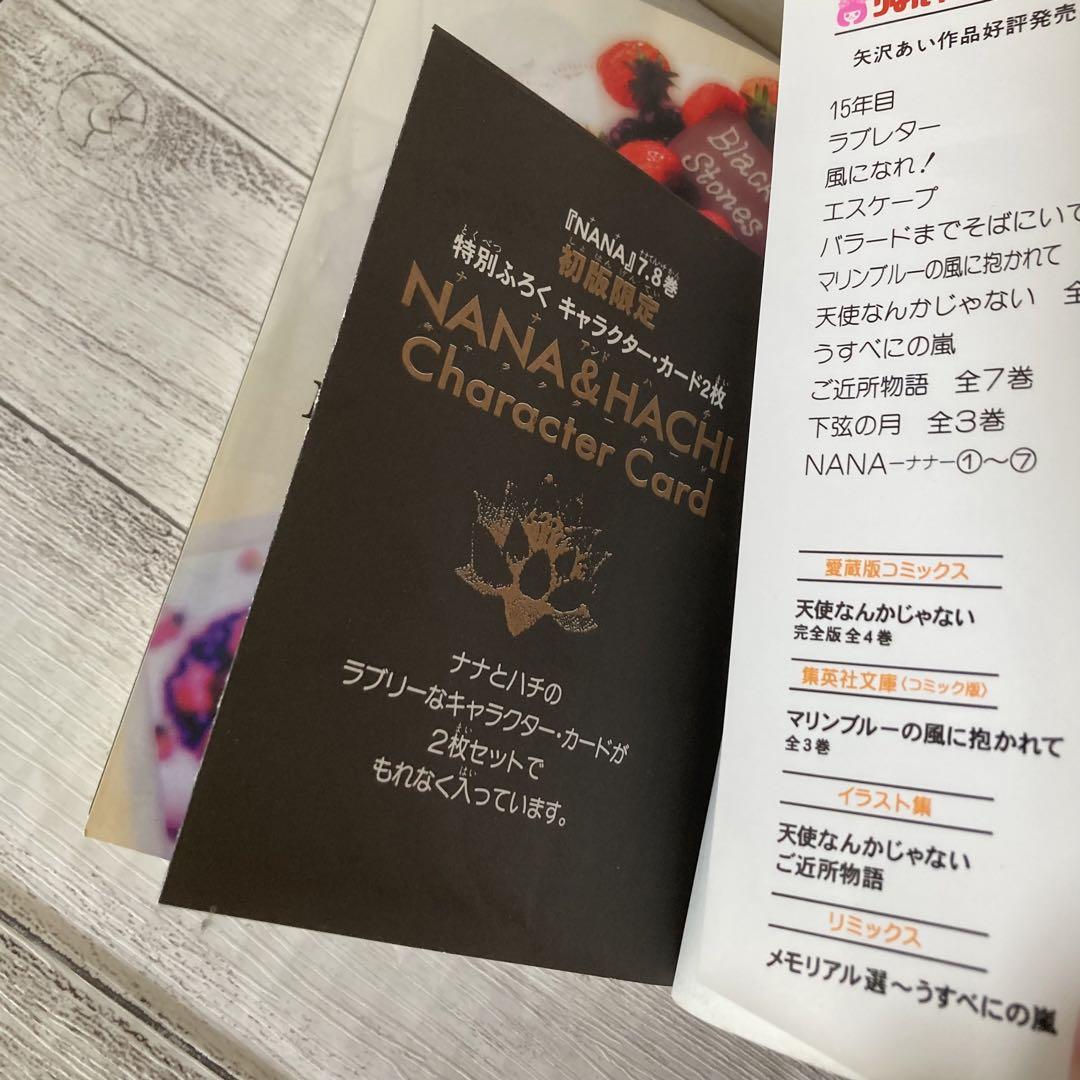 Black
Stones
『NANA』7.8巻
初版限定
特別ふろく キャラクター・カード2枚
NANA&HACHI
Character Card
ナナとハチの
ラブリーなキャラクター・カードが
2枚セットで
もれなく入っています。
矢沢あい作品好評発売
15年目
ラブレター
風になれ!
エスケープ
バラードまでそばにいて
マリンブルーの風に抱かれて
天使なんかじゃない 全
うすべにの嵐
ご近所物語 全7巻
下弦の月 全3巻
NANAーナナー①〜⑦
愛蔵版コミックス
天使なんかじゃない
完全版 全4巻
集英社文庫〈コミック版〉
マリンブルーの風に抱かれて
全3巻
イラスト集
天使なんかじゃない
ご近所物語
リミックス
メモリアル選〜うすべにの嵐